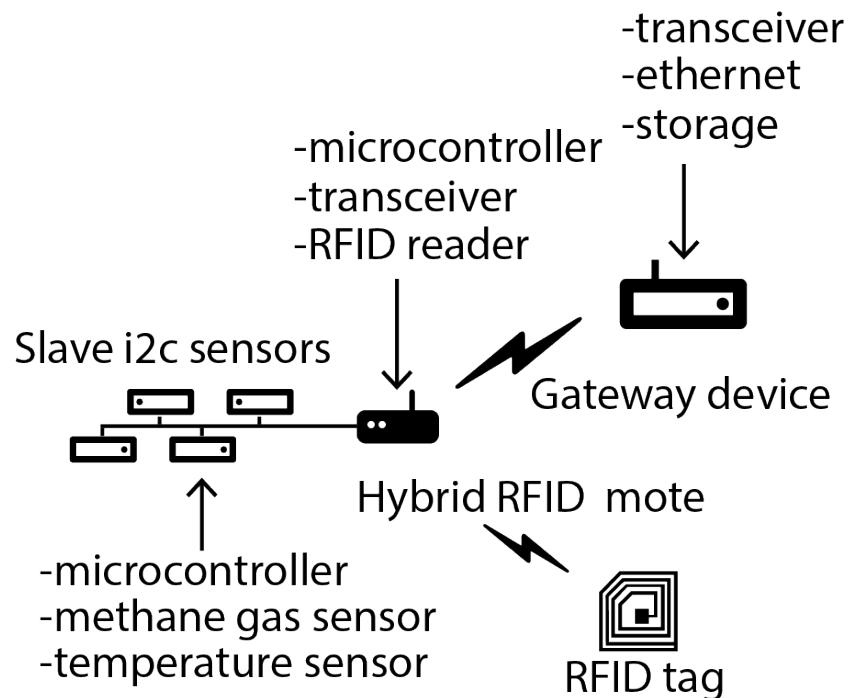 -transceiver
-ethernet
-storage
-microcontroller
-transceiver
-RFID reader
Slave i2c sensors
Gateway device
Hybrid RFID  mote
-microcontroller
-methane gas sensor
-temperature sensor
RFID tag